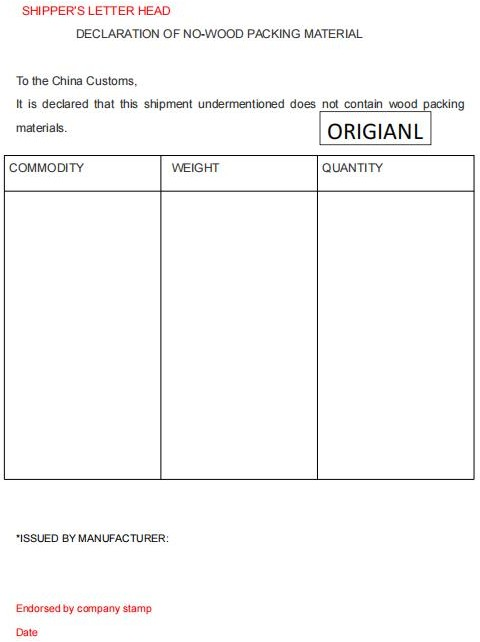 SHIPPER'S LETTER HEAD
DECLARATION OF NO-WOOD PACKING MATERIAL
To the China Customs,
It is declared that this shipment undermentioned does not contain wood packing
materials.
ORIGIANL
COMMODITY WEIGHT QUANTITY
*ISSUED BY MANUFACTURER:
Endorsed by company stamp
Date